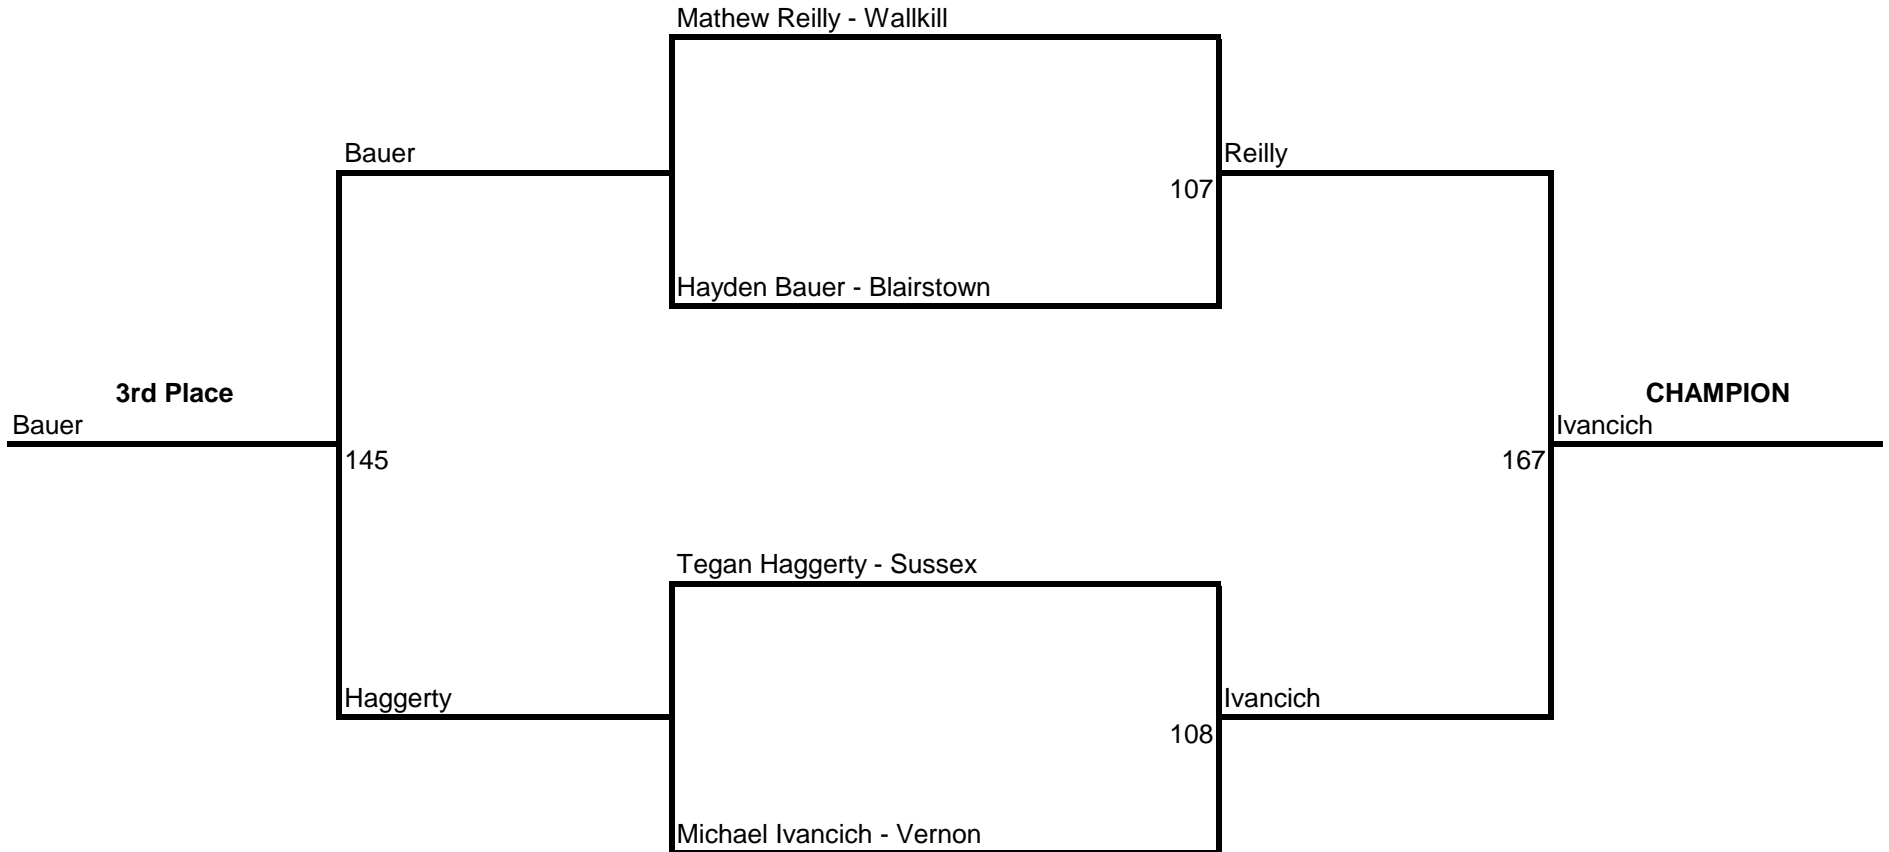 Mathew Reilly - Wallkill
Bauer
Reilly
107
Hayden Bauer - Blairstown
3rd Place
CHAMPION
Bauer
Ivancich
145
167
Tegan Haggerty - Sussex
Haggerty
Ivancich
108
Michael Ivancich - Vernon